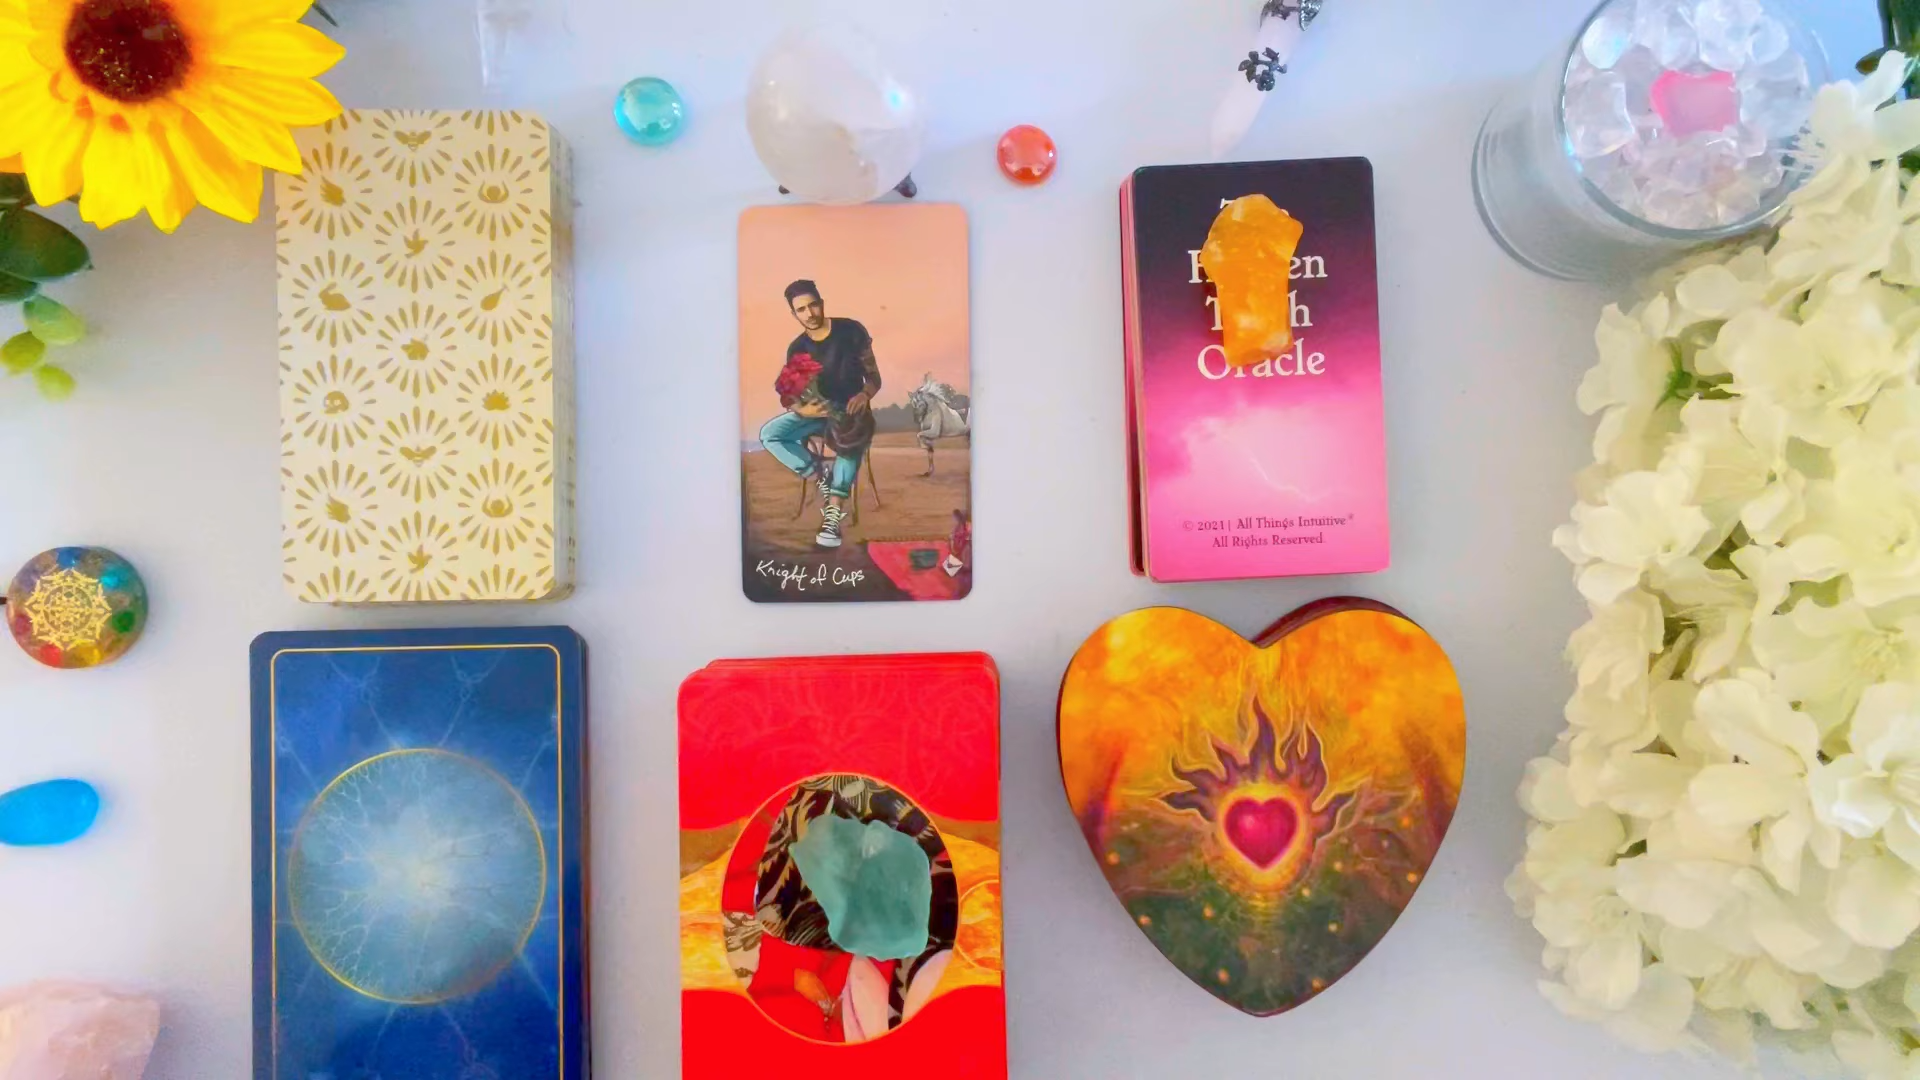 Knight of Cups
Oracle
© 2021 | All Things Intuitive®
All Rights Reserved.